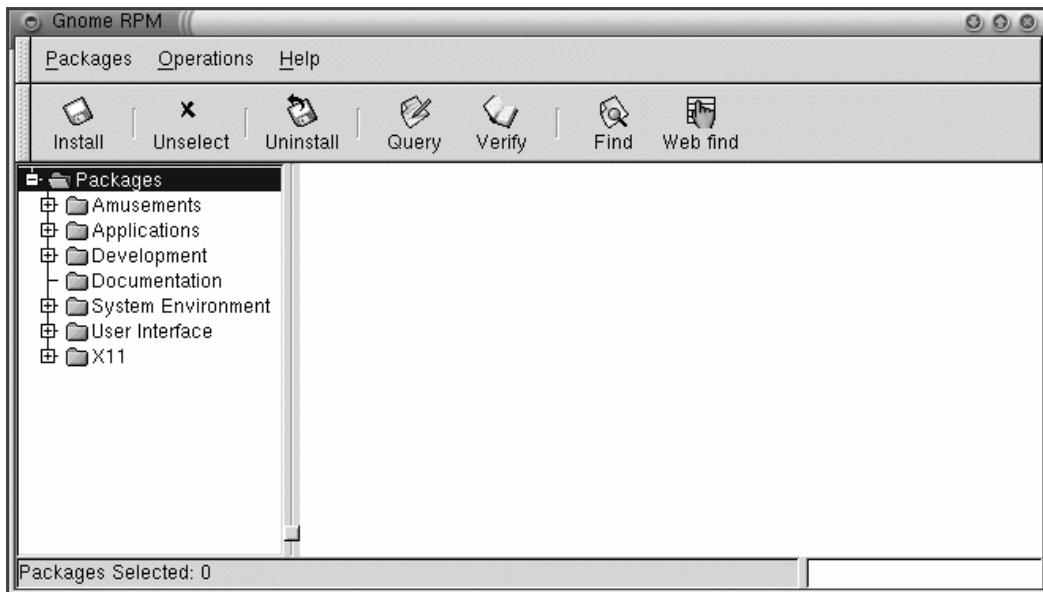 Gnome RPM
Packages Operations Help
Install Unselect Uninstall Query Verify Find Web find
Packages
Amusements
Applications
Development
Documentation
System Environment
User Interface
X11
Packages Selected: 0